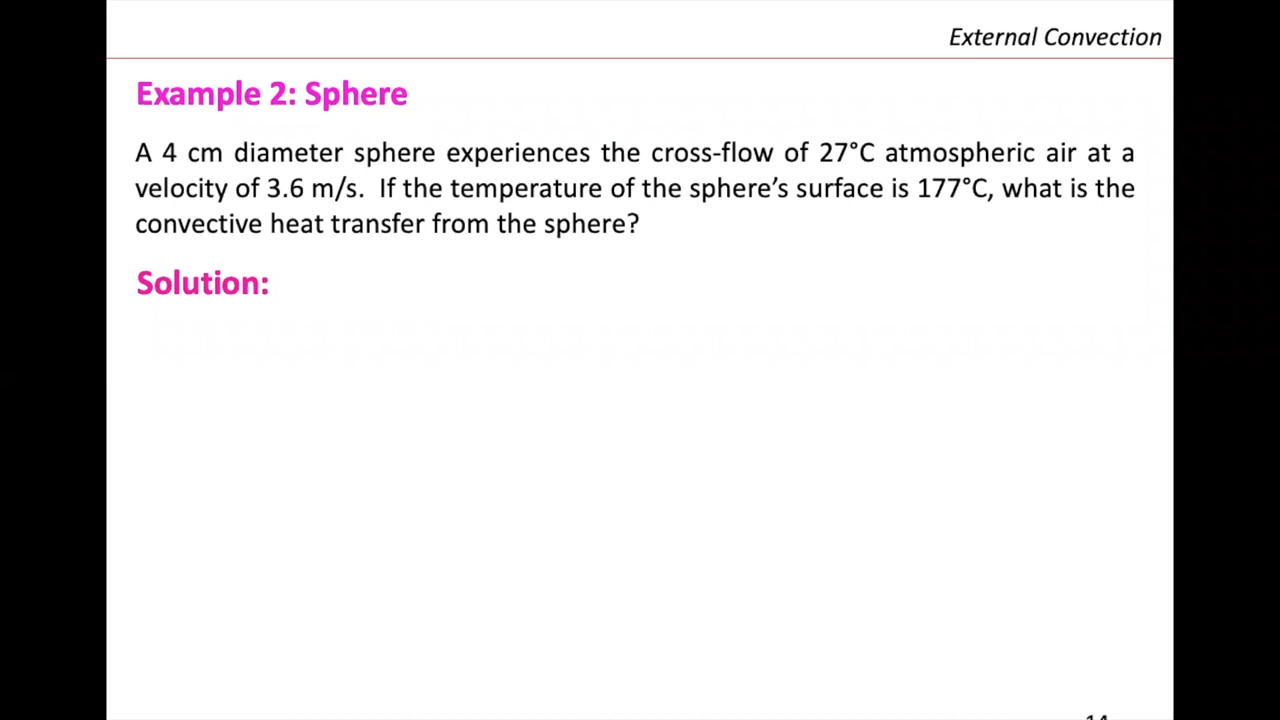 External Convection
Example 2: Sphere
A 4 cm diameter sphere experiences the cross-flow of 27°C atmospheric air at a
velocity of 3.6 m/s. If the temperature of the sphere’s surface is 177°C, what is the
convective heat transfer from the sphere?
Solution:
14